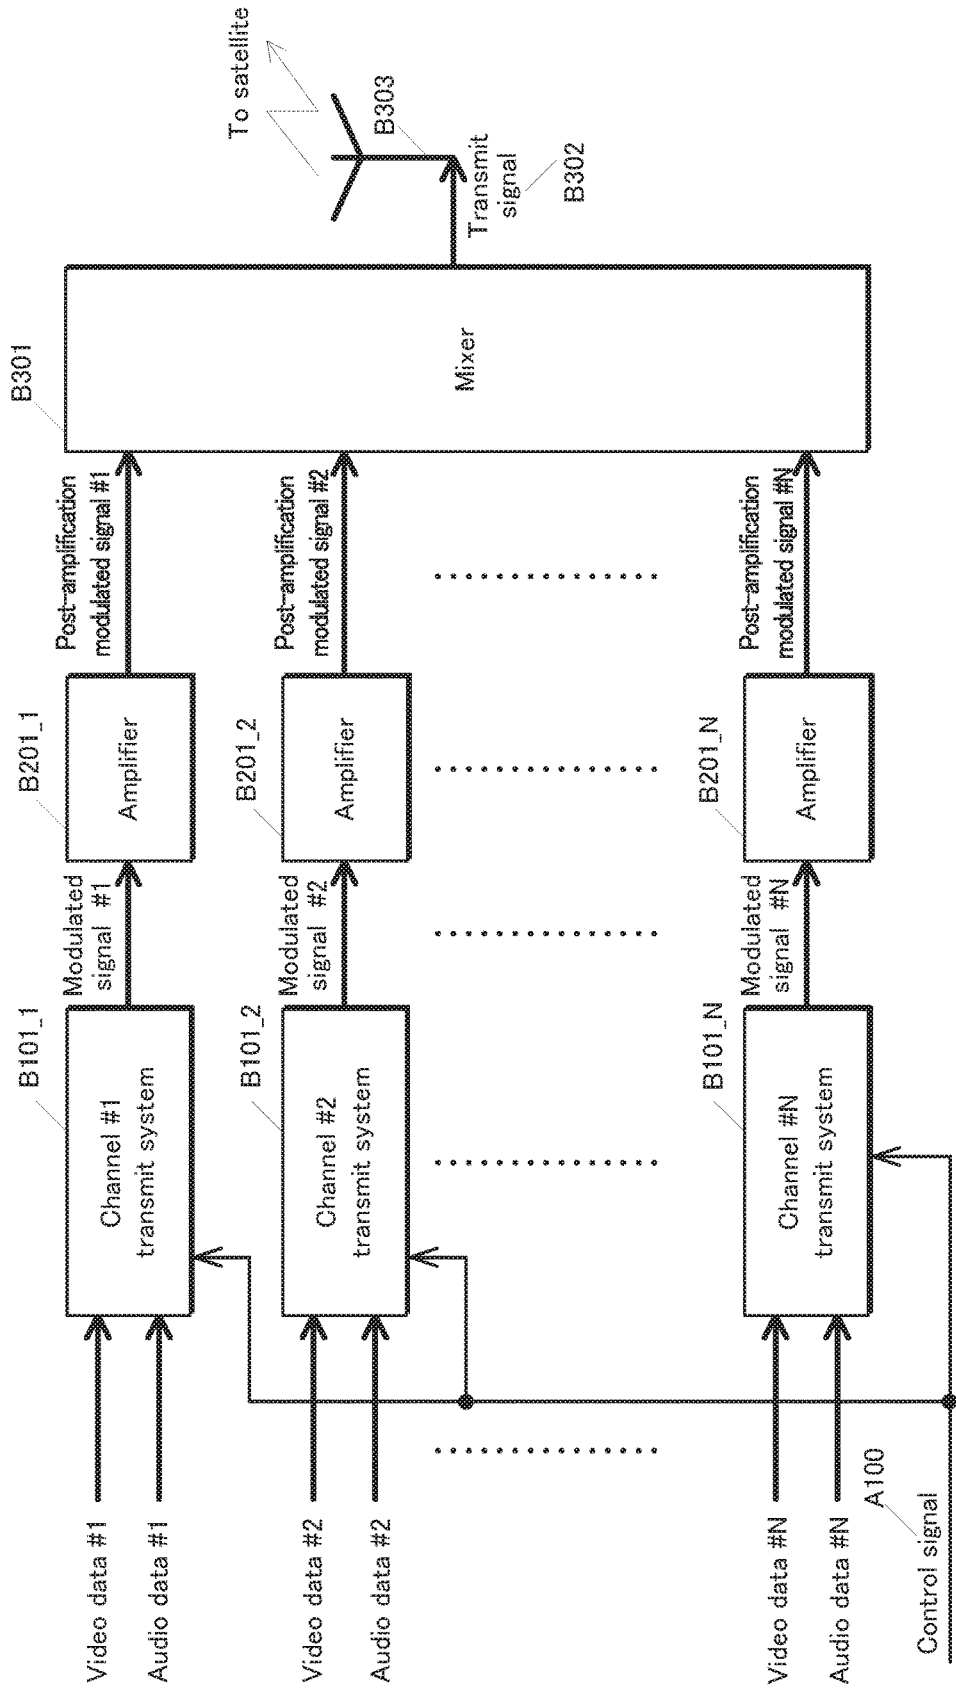 Video data #1
Audio data #1
B101_1
Channel #1
transmit system
Modulated
signal #1
B201_1
Amplifier
Post-amplification
modulated signal #1
Video data #2
Audio data #2
B101_2
Channel #2
transmit system
Modulated
signal #2
B201_2
Amplifier
Post-amplification
modulated signal #2
Video data #N
Audio data #N
B101_N
Channel #N
transmit system
Modulated
signal #N
B201_N
Amplifier
Post-amplification
modulated signal #N
A100
Control signal
B301
Mixer
Transmit
signal
B302
B303
To satellite